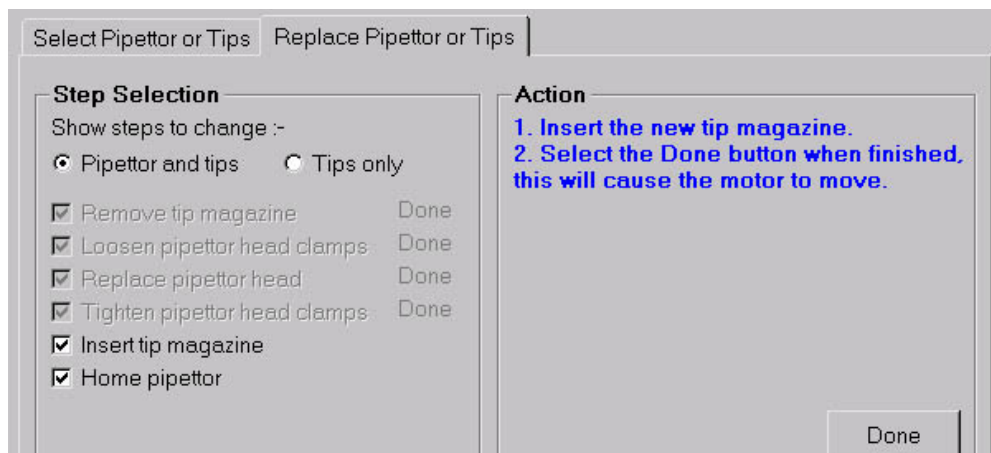 Select Pipettor or Tips
Replace Pipettor or Tips
Step Selection
Show steps to change :-
Pipettor and tips
Tips only
Remove tip magazine Done
Loosen pipettor head clamps Done
Replace pipettor head Done
Tighten pipettor head clamps Done
Insert tip magazine
Home pipettor
Action
1. Insert the new tip magazine.
2. Select the Done button when finished,
this will cause the motor to move.
Done